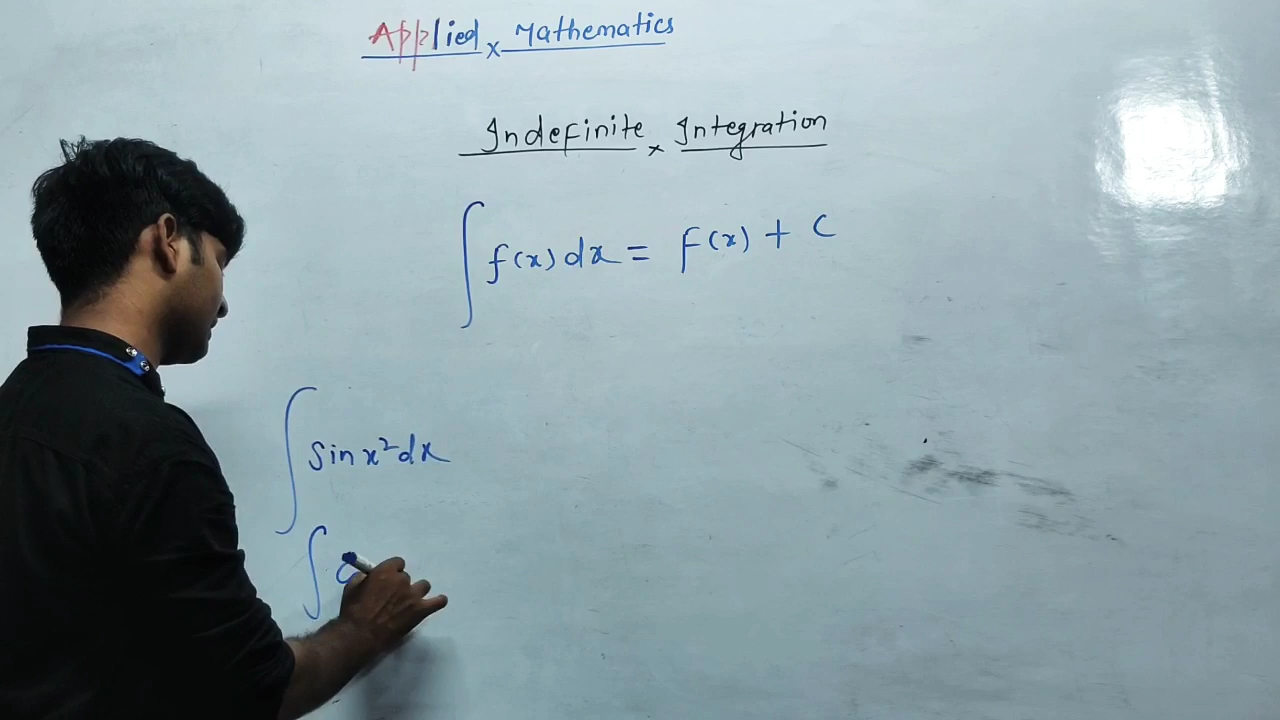 Applied x Mathematics
Indefinite x Integration
∫ f(x) dx = F(x) + C
∫ Sin x² dx
∫